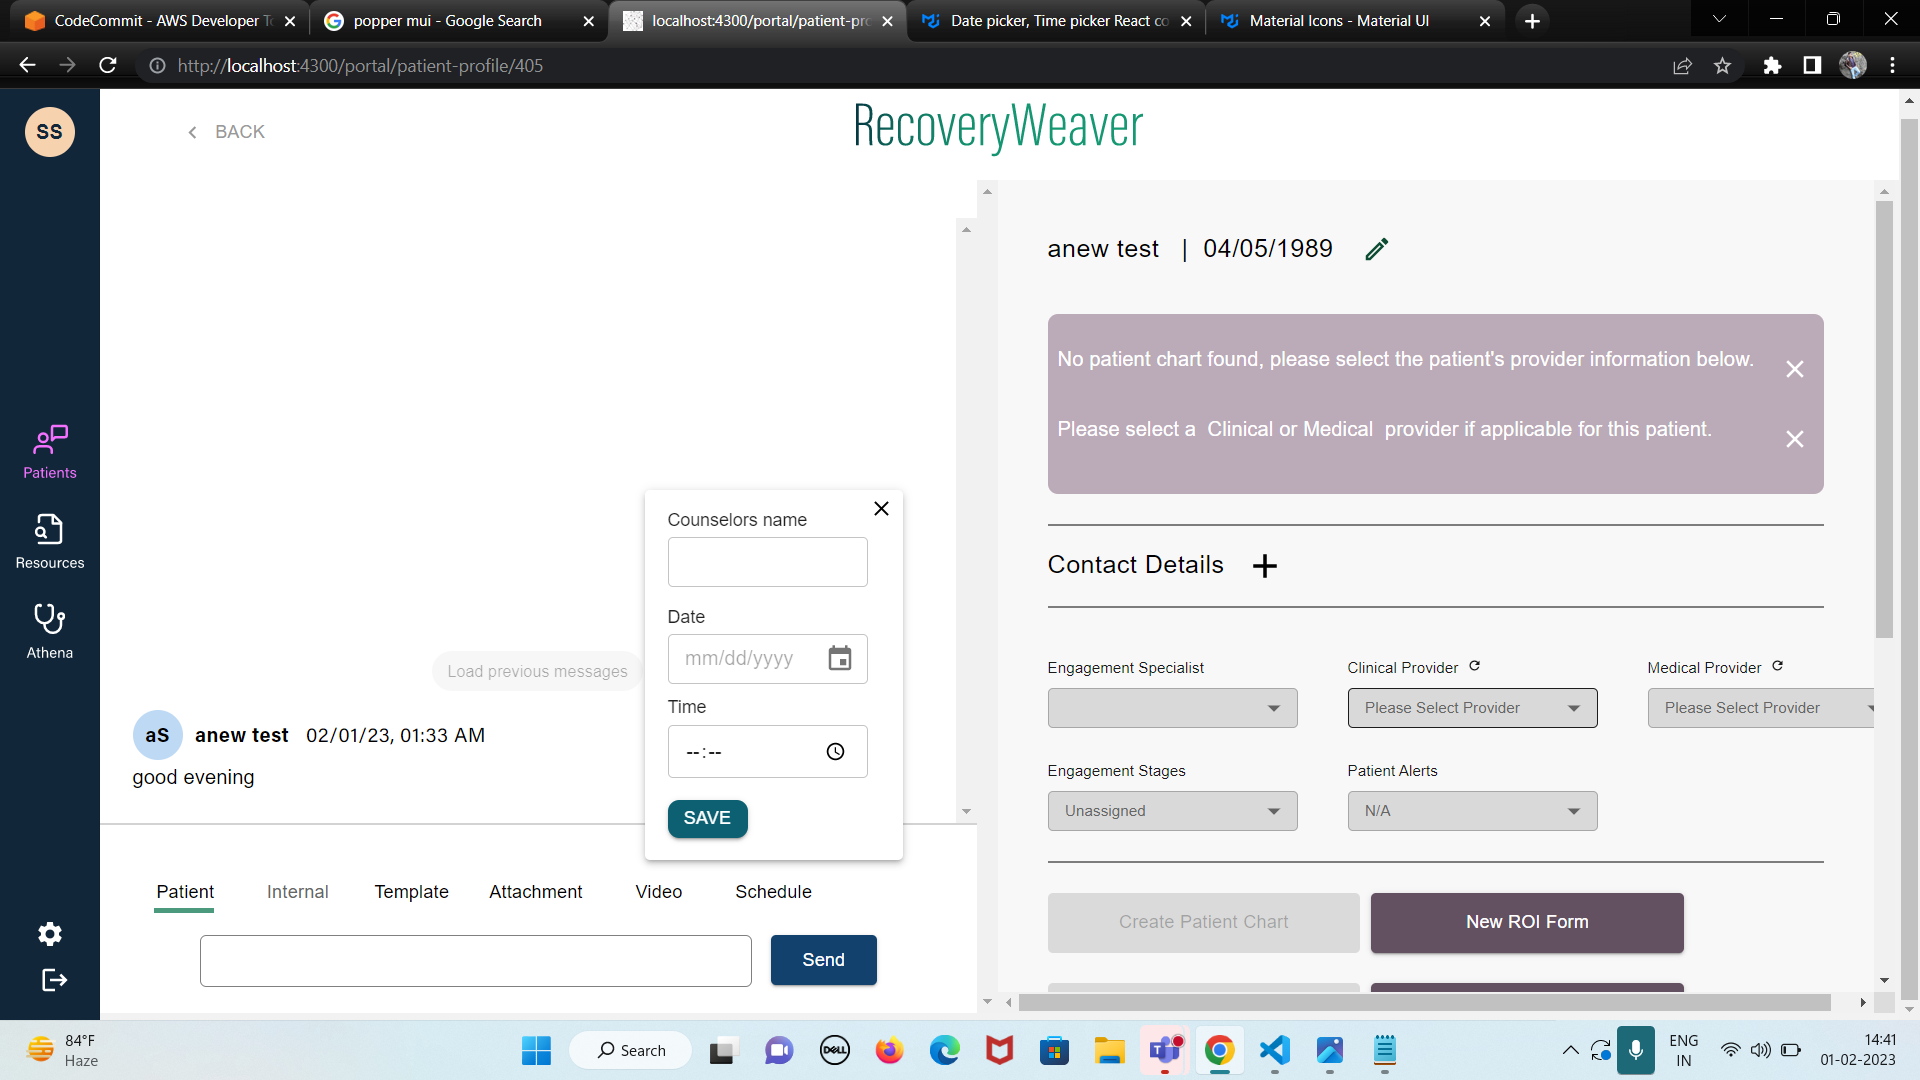 CodeCommit - AWS Developer To
popper mui - Google Search
localhost:4300/portal/patient-pro
Date picker, Time picker React co
Material Icons - Material UI
http://localhost:4300/portal/patient-profile/405
SS
BACK
RecoveryWeaver
Patients
Resources
Athena
anew test | 04/05/1989
No patient chart found, please select the patient's provider information below.
Please select a Clinical or Medical provider if applicable for this patient.
Contact Details
Engagement Specialist
Clinical Provider
Medical Provider
Please Select Provider
Please Select Provider
Engagement Stages
Patient Alerts
Unassigned
N/A
Create Patient Chart
New ROI Form
Counselors name
Date
mm/dd/yyyy
Time
--:--
SAVE
Load previous messages
aS
anew test 02/01/23, 01:33 AM
good evening
Patient
Internal
Template
Attachment
Video
Schedule
Send
84°F
Haze
Search
DELL
ENG
IN
14:41
01-02-2023